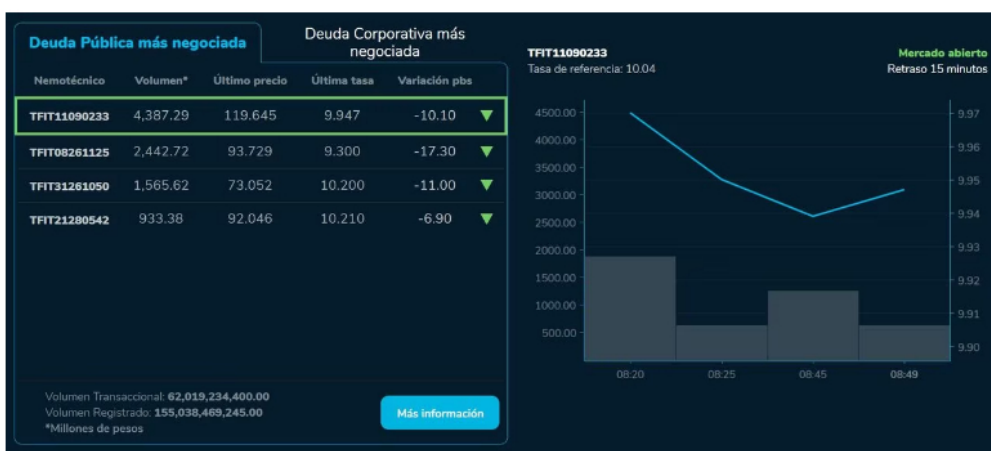 Deuda Pública más negociada
Deuda Corporativa más
negociada
Nemotécnico Volumen* Último precio Última tasa Variación pbs
TFIT11090233 4,387.29 119.645 9.947 -10.10 ▼
TFIT08261125 2,442.72 93.729 9.300 -17.30 ▼
TFIT31261050 1,565.62 73.052 10.200 -11.00 ▼
TFIT21280542 933.38 92.046 10.210 -6.90 ▼
Volumen Transaccional: 62,019,234,400.00
Volumen Registrado: 155,038,469,245.00
*Millones de pesos
Más información
TFIT11090233
Mercado abierto
Tasa de referencia: 10.04
Retraso 15 minutos
4500.00
4000.00
3500.00
3000.00
2500.00
2000.00
1500.00
1000.00
500.00
9.97
9.96
9.95
9.94
9.93
9.92
9.91
9.90
08:20 08:25 08:45 08:49